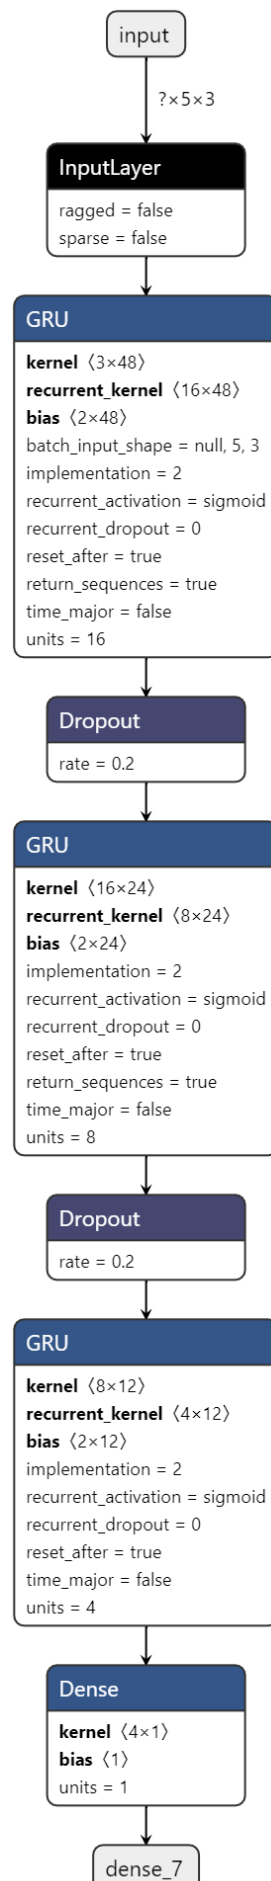 input
?×5×3
InputLayer
ragged = false
sparse = false
GRU
kernel 〈3×48〉
recurrent_kernel 〈16×48〉
bias 〈2×48〉
batch_input_shape = null, 5, 3
implementation = 2
recurrent_activation = sigmoid
recurrent_dropout = 0
reset_after = true
return_sequences = true
time_major = false
units = 16
Dropout
rate = 0.2
GRU
kernel 〈16×24〉
recurrent_kernel 〈8×24〉
bias 〈2×24〉
implementation = 2
recurrent_activation = sigmoid
recurrent_dropout = 0
reset_after = true
return_sequences = true
time_major = false
units = 8
Dropout
rate = 0.2
GRU
kernel 〈8×12〉
recurrent_kernel 〈4×12〉
bias 〈2×12〉
implementation = 2
recurrent_activation = sigmoid
recurrent_dropout = 0
reset_after = true
time_major = false
units = 4
Dense
kernel 〈4×1〉
bias 〈1〉
units = 1
dense_7